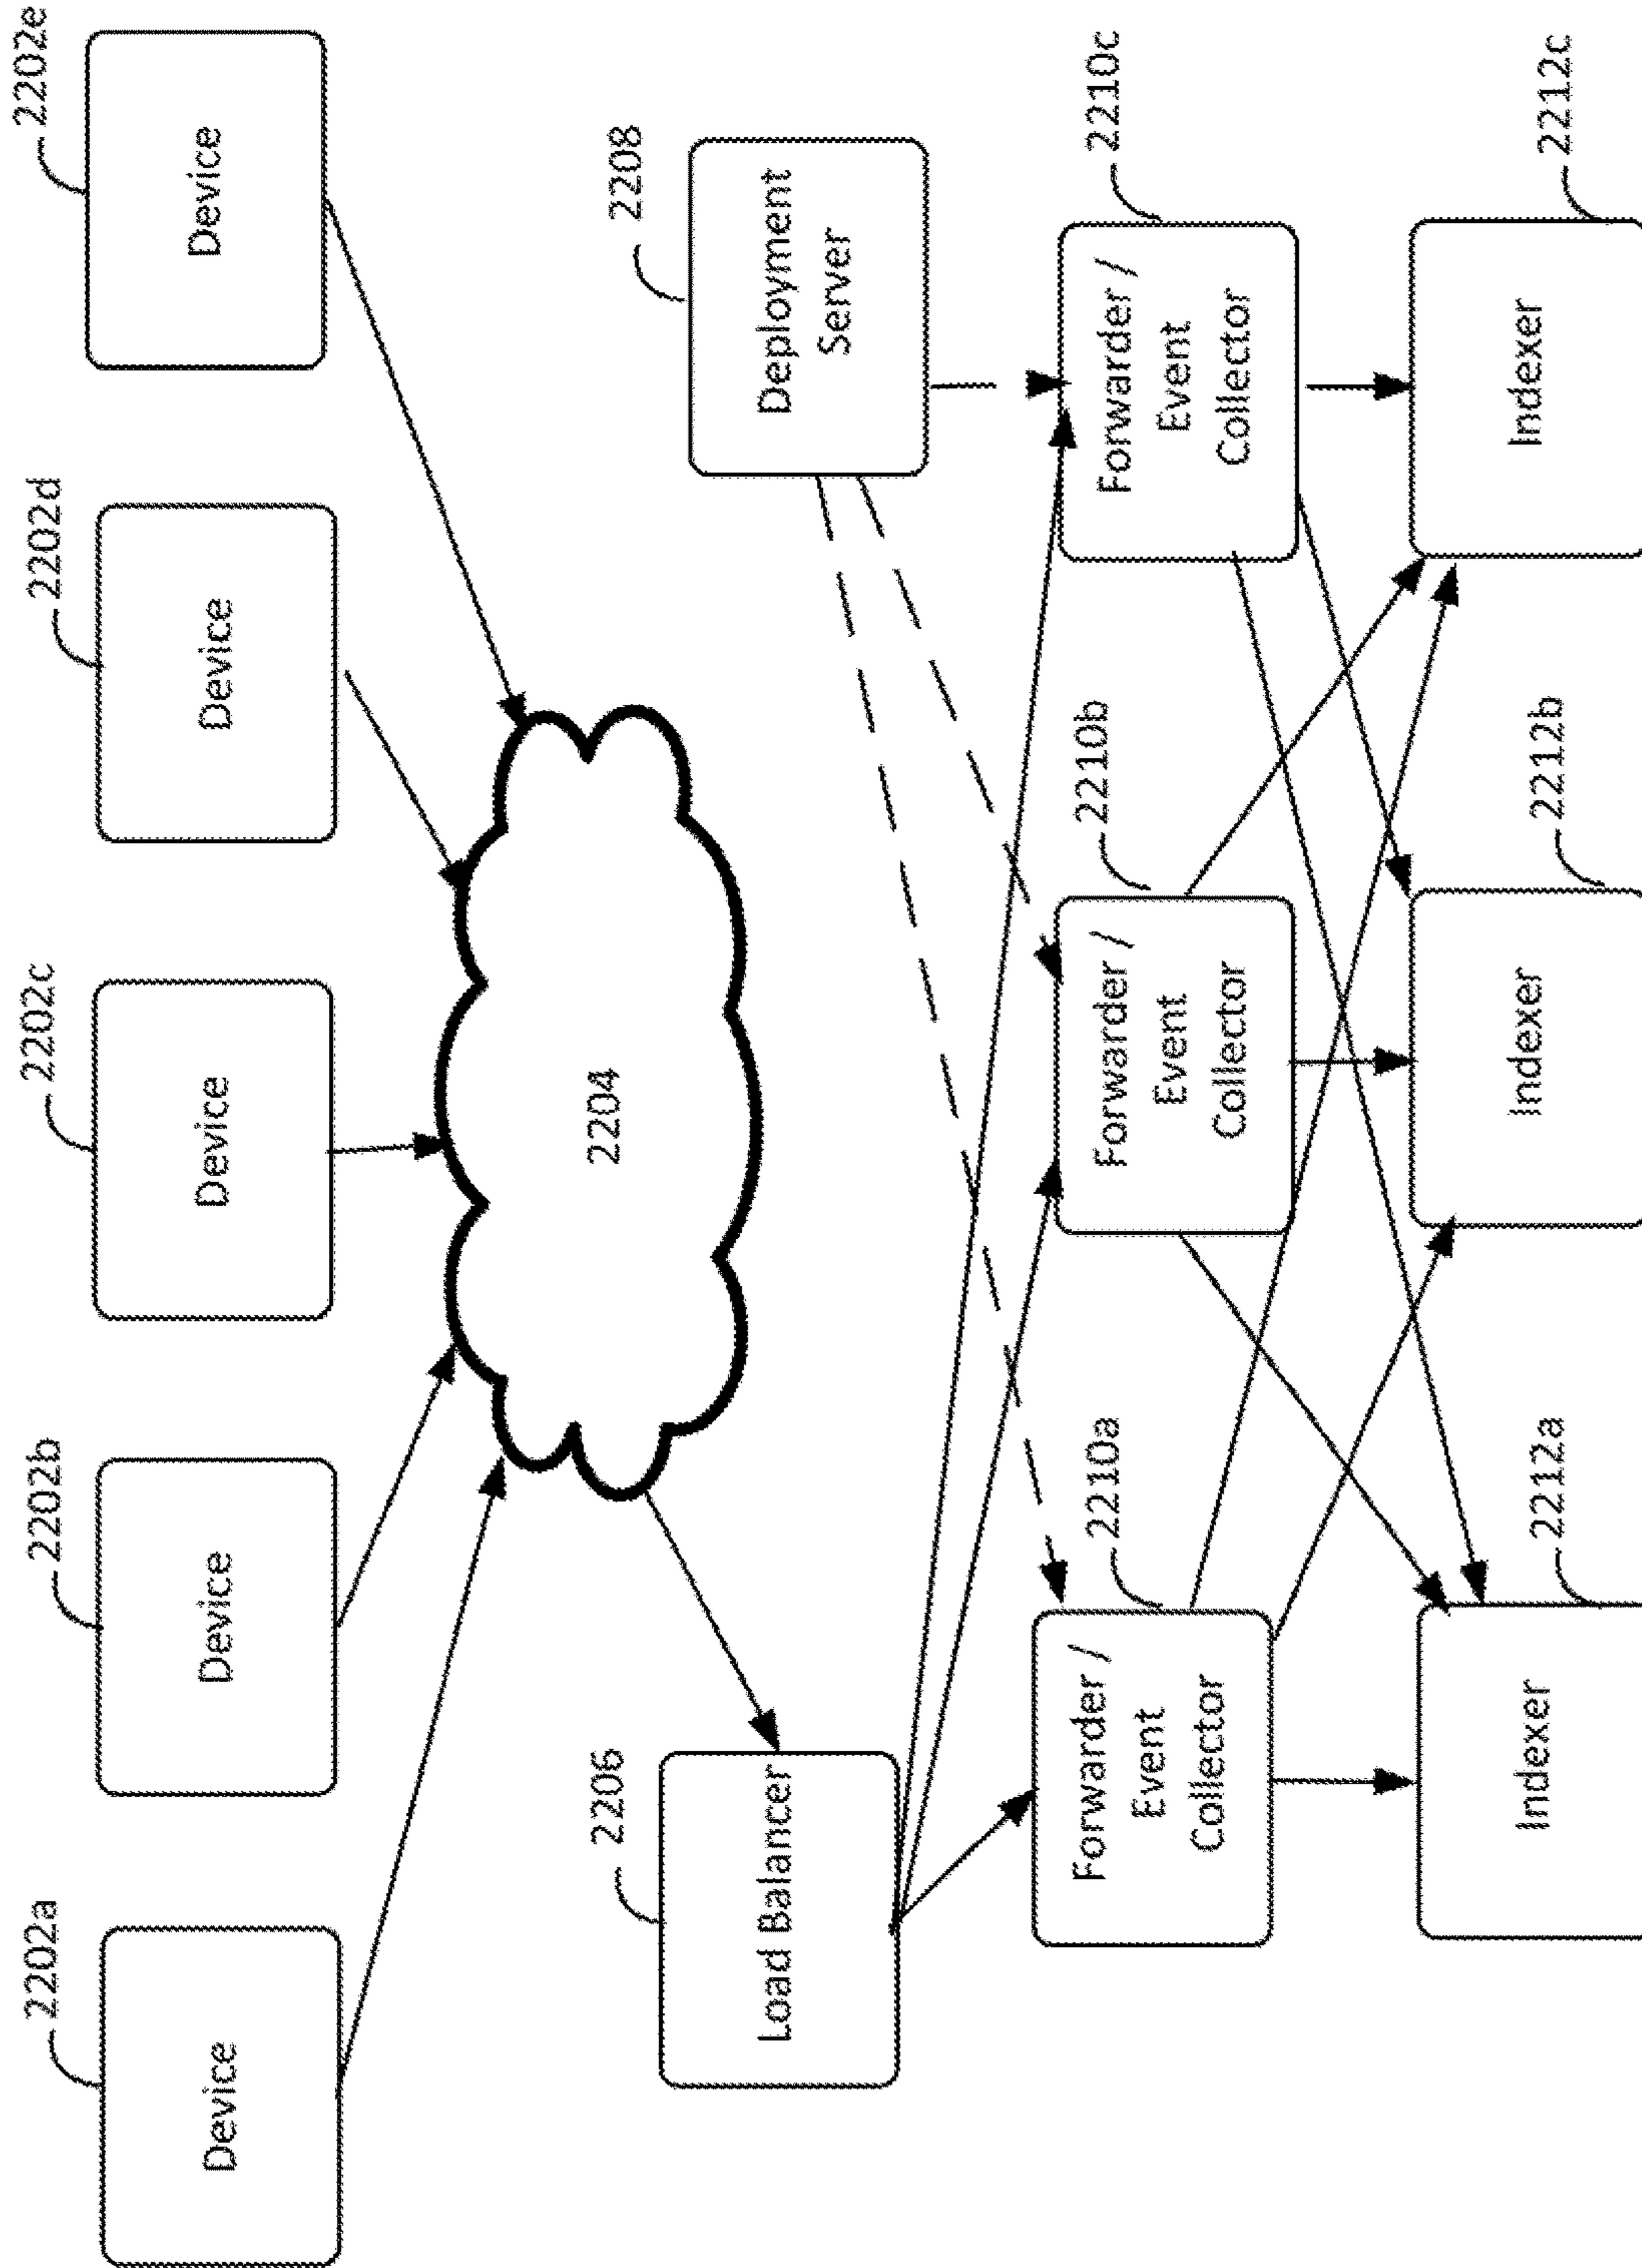 2202a
2202b
2202c
2202d
2202e
Device
Device
Device
Device
Device
2204
2206
2208
Load Balancer
Deployment
Server
2210a
2210b
2210c
Forwarder /
Event
Collector
Forwarder /
Event
Collector
Forwarder /
Event
Collector
2212a
2212b
2212c
Indexer
Indexer
Indexer